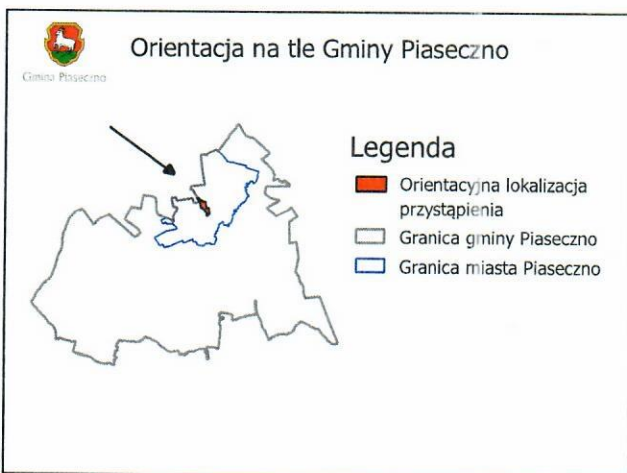 Orientacja na tle Gminy Piaseczno
Gmina Piaseczno
Legenda
Orientacyjna lokalizacja
przystąpienia
Granica gminy Piaseczno
Granica miasta Piaseczno